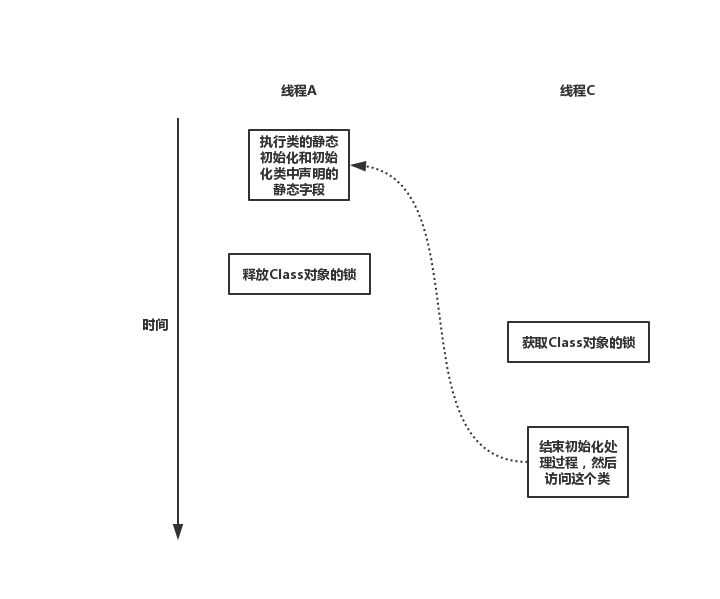 线程A
线程C
执行类的静态
初始化和初始
化类中声明的
静态字段
释放Class对象的锁
时间
获取Class对象的锁
结束初始化处
理过程，然后
访问这个类